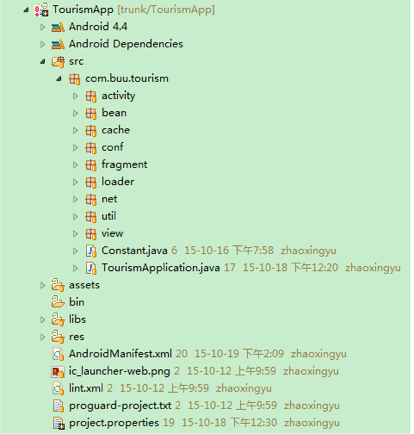 TourismApp [trunk/TourismApp]
Android 4.4
Android Dependencies
src
com.buu.tourism
activity
bean
cache
conf
fragment
loader
net
util
view
Constant.java 6 15-10-16 下午7:58 zhaoxingyu
TourismApplication.java 17 15-10-18 下午12:20 zhaoxingyu
assets
bin
libs
res
AndroidManifest.xml 20 15-10-19 下午2:09 zhaoxingyu
ic_launcher-web.png 2 15-10-12 上午9:59 zhaoxingyu
lint.xml 2 15-10-12 上午9:59 zhaoxingyu
proguard-project.txt 2 15-10-12 上午9:59 zhaoxingyu
project.properties 19 15-10-18 下午12:30 zhaoxingyu